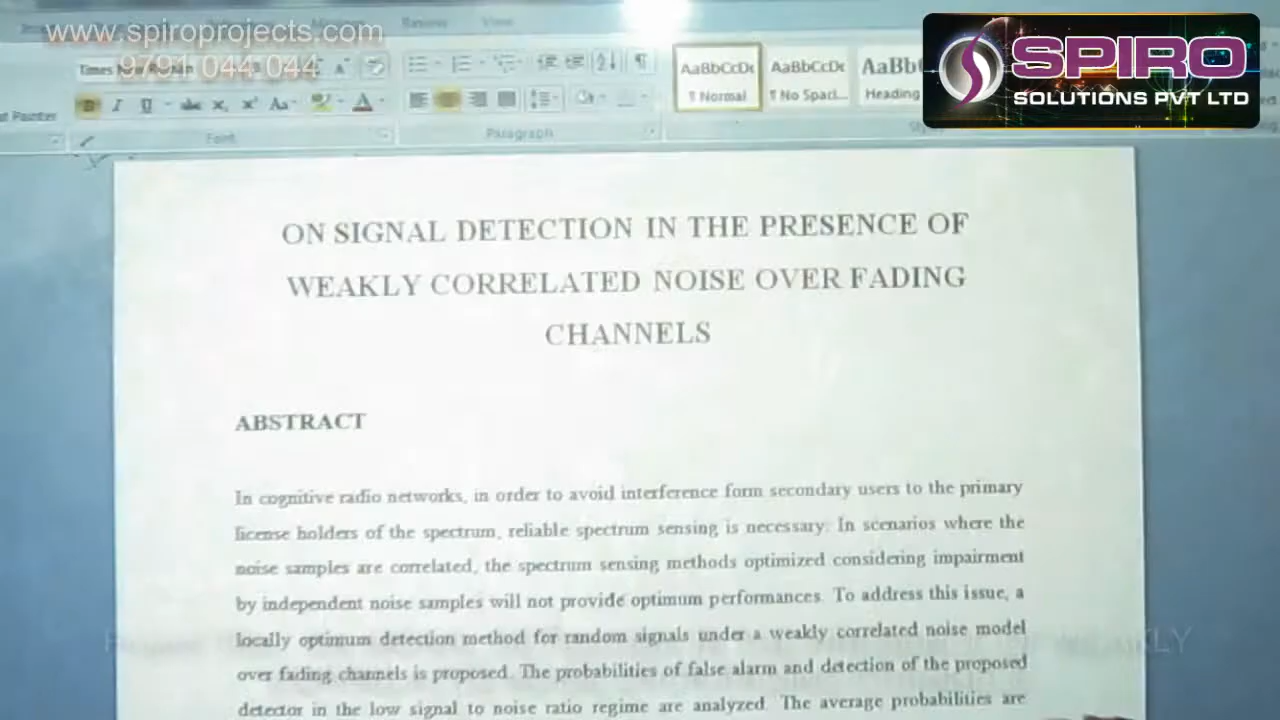 www.spiroprojects.com
9791 044 044
Review
View
Times
SPIRO
SOLUTIONS PVT LTD
AaBbCcDc
AaBbCcDc
AaBb
¶ Normal
¶ No Spaci...
Heading
Painter
Font
Paragraph
ON SIGNAL DETECTION IN THE PRESENCE OF
WEAKLY CORRELATED NOISE OVER FADING
CHANNELS
ABSTRACT
In cognitive radio networks, in order to avoid interference form secondary users to the primary
license holders of the spectrum, reliable spectrum sensing is necessary. In scenarios where the
noise samples are correlated, the spectrum sensing methods optimized considering impairment
by independent noise samples will not provide optimum performances. To address this issue, a
locally optimum detection method for random signals under a weakly correlated noise model
over fading channels is proposed. The probabilities of false alarm and detection of the proposed
detector in the low signal to noise ratio regime are analyzed. The average probabilities are